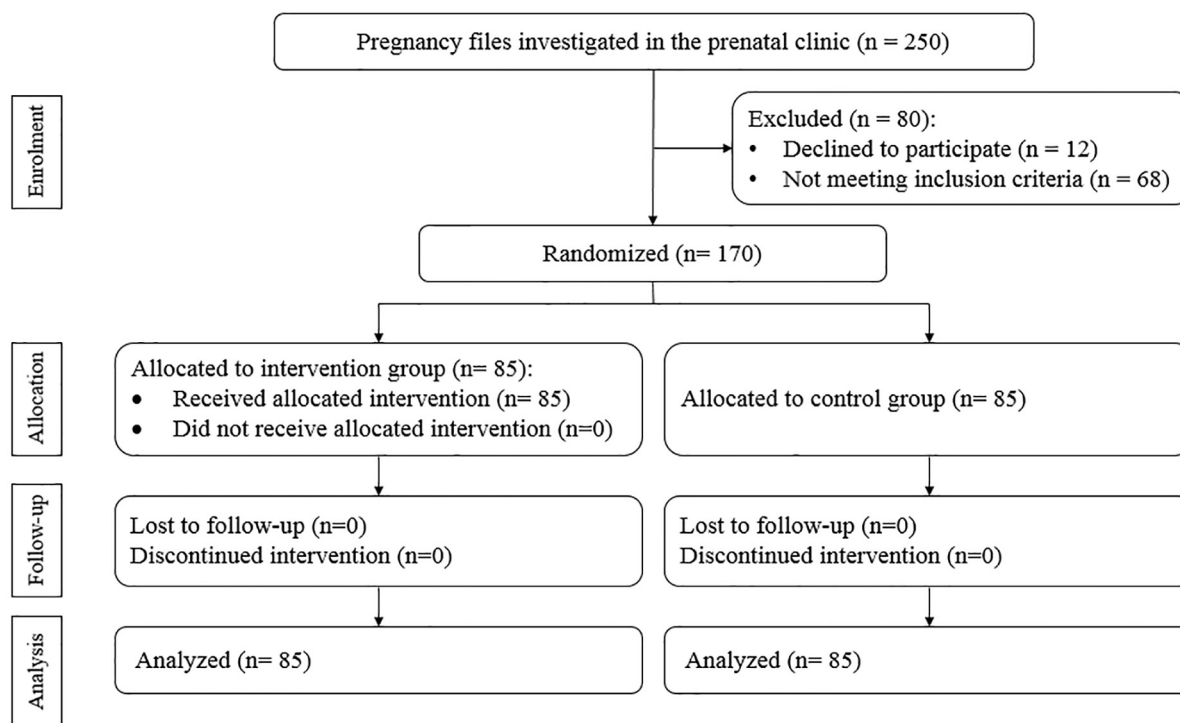 Pregnancy files investigated in the prenatal clinic (n = 250)
Enrolment
Excluded (n = 80):
• Declined to participate (n = 12)
• Not meeting inclusion criteria (n = 68)
Randomized (n= 170)
Allocation
Allocated to intervention group (n= 85):
• Received allocated intervention (n= 85)
• Did not receive allocated intervention (n=0)
Allocated to control group (n= 85)
Follow-up
Lost to follow-up (n=0)
Discontinued intervention (n=0)
Lost to follow-up (n=0)
Discontinued intervention (n=0)
Analysis
Analyzed (n= 85)
Analyzed (n= 85)